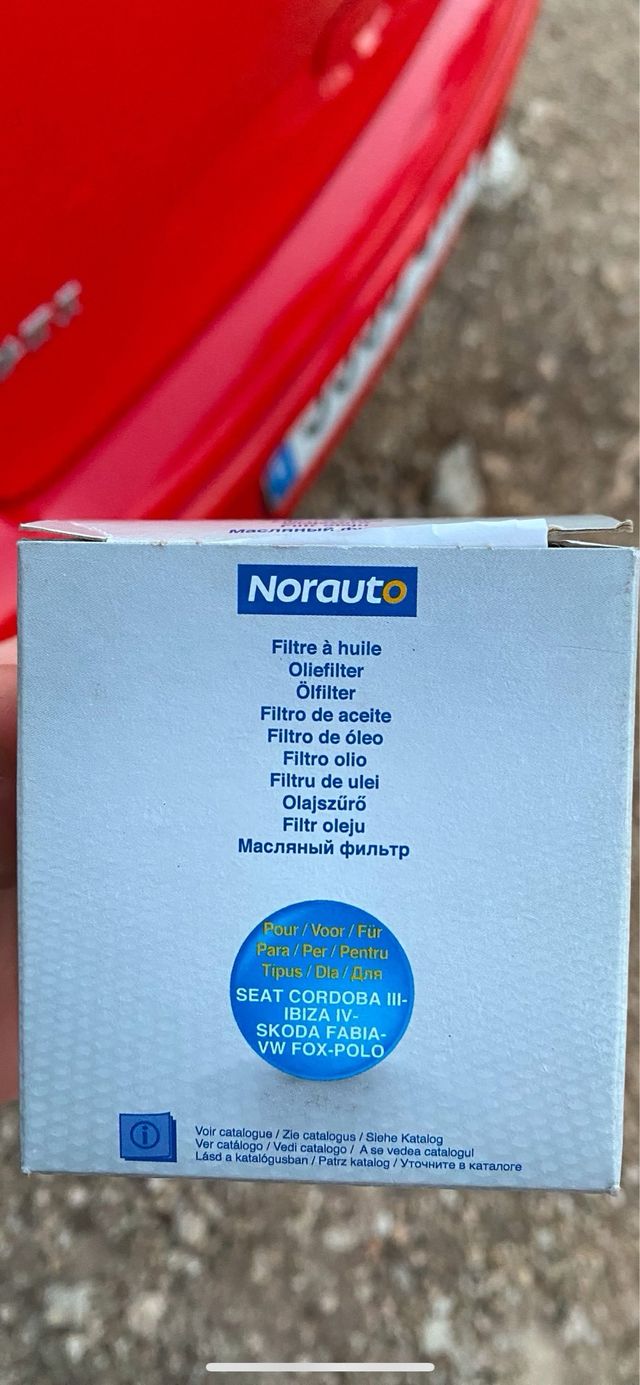 Масляный
Norauto
Filtre à huile
Oliefilter
Ölfilter
Filtro de aceite
Filtro de óleo
Filtro olio
Filtru de ulei
Olajszűrő
Filtr oleju
Масляный фильтр
Pour / Voor / Für
Para / Per / Pentru
Tipus / Dla / Для
SEAT CORDOBA III-
IBIZA IV-
SKODA FABIA-
VW FOX-POLO
Voir catalogue / Zie catalogus / Siehe Katalog
Ver catálogo / Vedi catalogo / A se vedea catalogul
Lásd a katalógusban / Patrz katalog / Уточните в каталоге